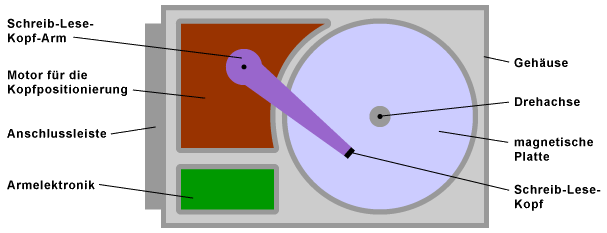 Schreib-Lese-
Kopf-Arm
Motor für die
Kopfpositionierung
Anschlussleiste
Armelektronik
Gehäuse
Drehachse
magnetische
Platte
Schreib-Lese-
Kopf